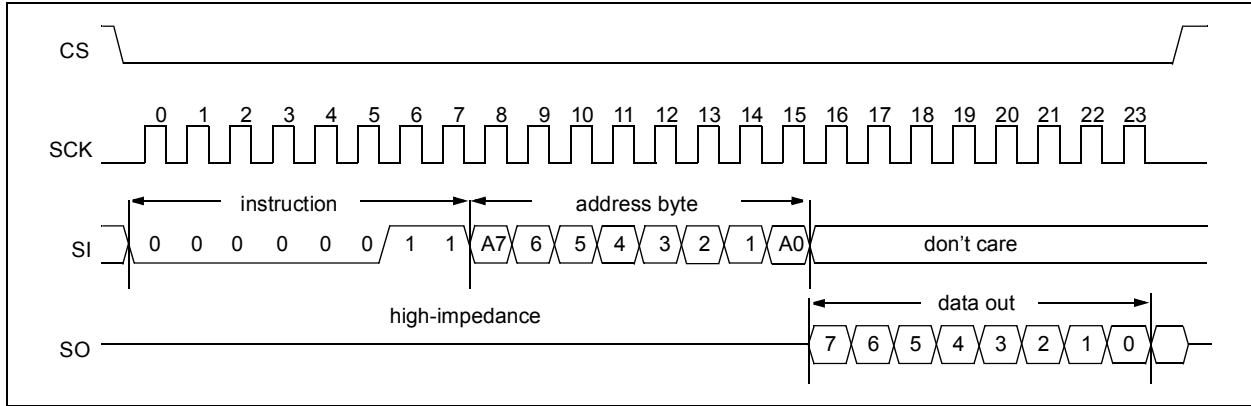 CS
0 1 2 3 4 5 6 7 8 9 10 11 12 13 14 15 16 17 18 19 20 21 22 23
SCK
instruction address byte
SI 0 0 0 0 0 0 1 1 A7 6 5 4 3 2 1 A0 don't care
high-impedance data out
SO 7 6 5 4 3 2 1 0